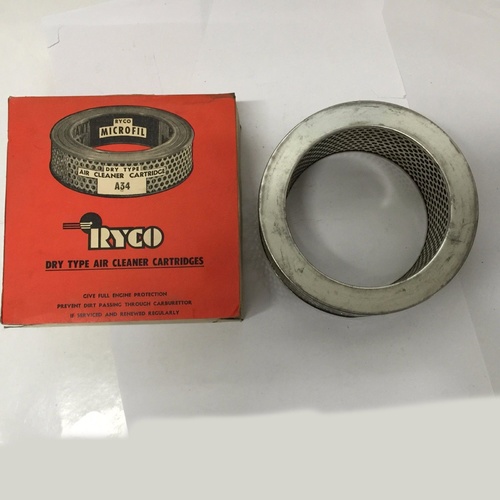 RYCO
MICROFIL
DRY TYPE
AIR CLEANER CARTRIDGE
A34
RYCO
DRY TYPE AIR CLEANER CARTRIDGES
GIVE FULL ENGINE PROTECTION
PREVENT DIRT PASSING THROUGH CARBURETTOR
IF SERVICED AND RENEWED REGULARLY